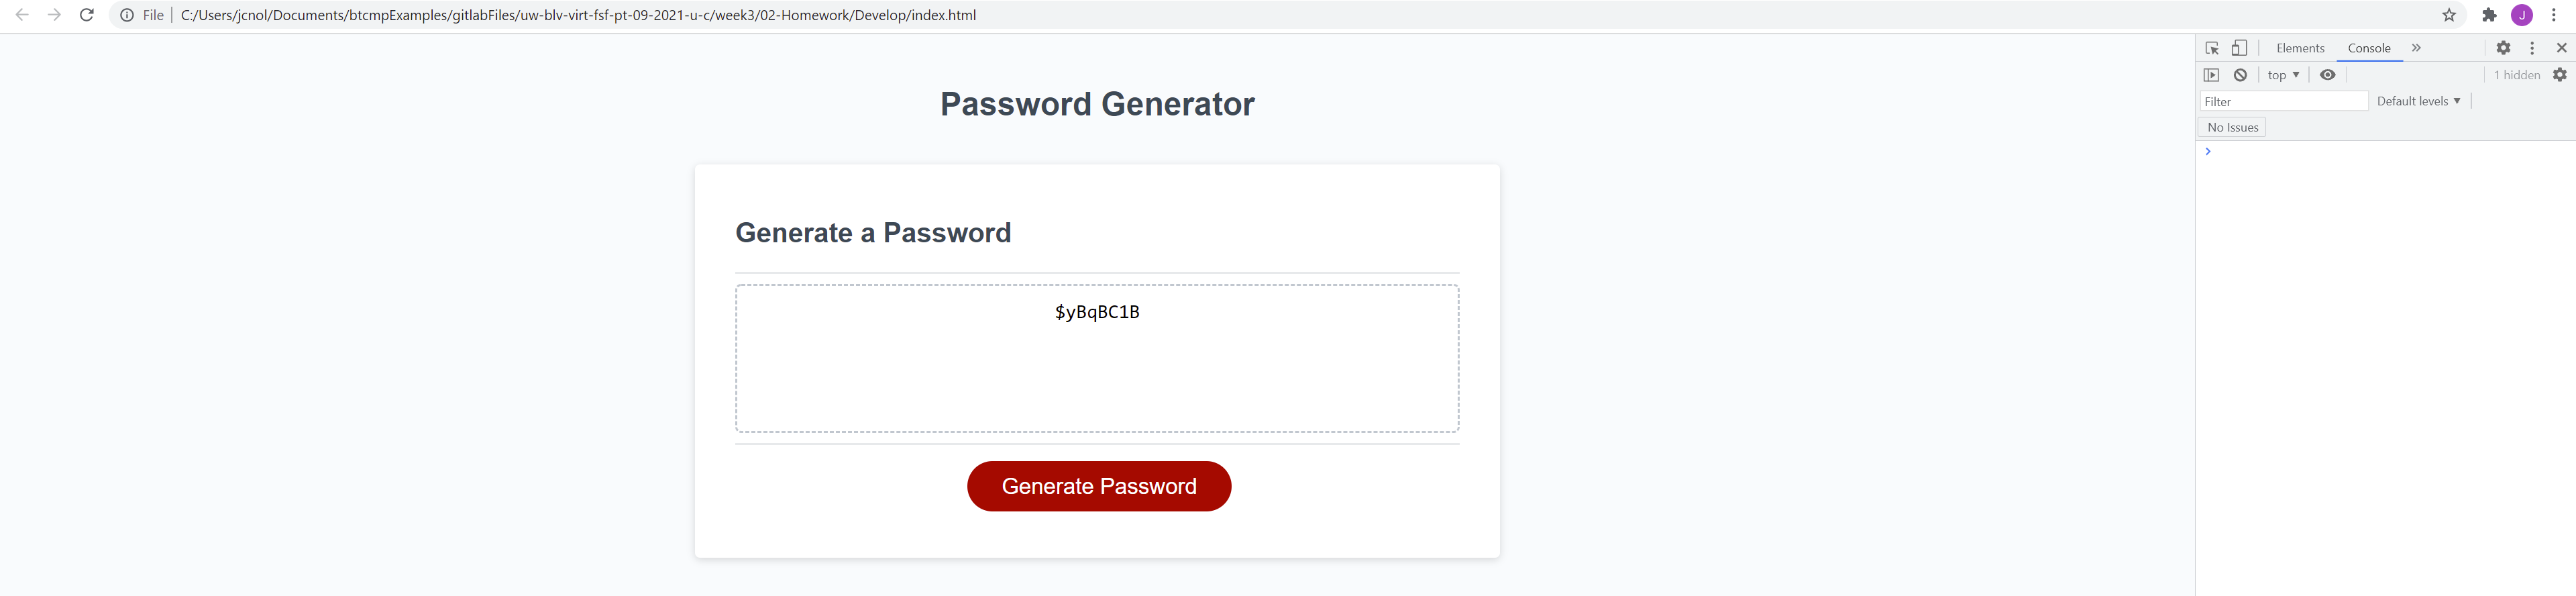 File C:/Users/jcnol/Documents/btcmpExamples/gitlabFiles/uw-blv-virt-fsf-pt-09-2021-u-c/week3/02-Homework/Develop/index.html
J
Elements Console
top 1 hidden
Filter Default levels
No Issues
Password Generator
Generate a Password
$yBqBC1B
Generate Password